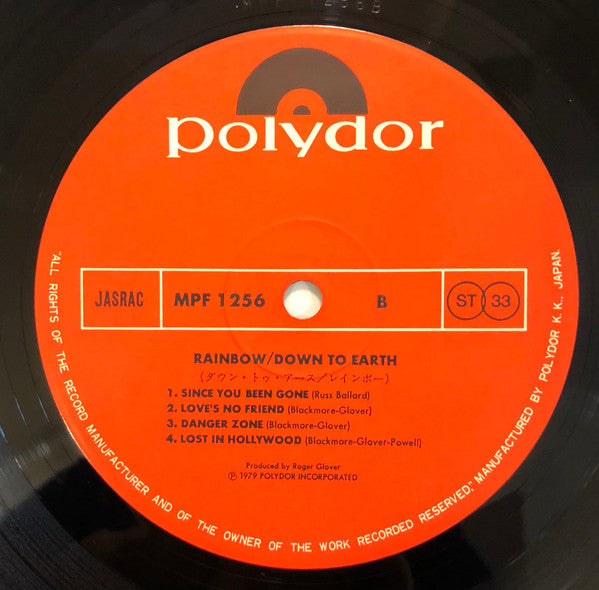 polydor
JASRAC MPF 1256 B ST 33
RAINBOW/DOWN TO EARTH
(ダウン・トゥ・アース/レインボー)
1. SINCE YOU BEEN GONE (Russ Ballard)
2. LOVE'S NO FRIEND (Blackmore-Glover)
3. DANGER ZONE (Blackmore-Glover)
4. LOST IN HOLLYWOOD (Blackmore-Glover-Powell)
Produced by Roger Glover
Ⓟ 1979 POLYDOR INCORPORATED
"ALL RIGHTS OF THE RECORD MANUFACTURER AND OF THE OWNER OF THE WORK RECORDED RESERVED," MANUFACTURED BY POLYDOR K.K., JAPAN.